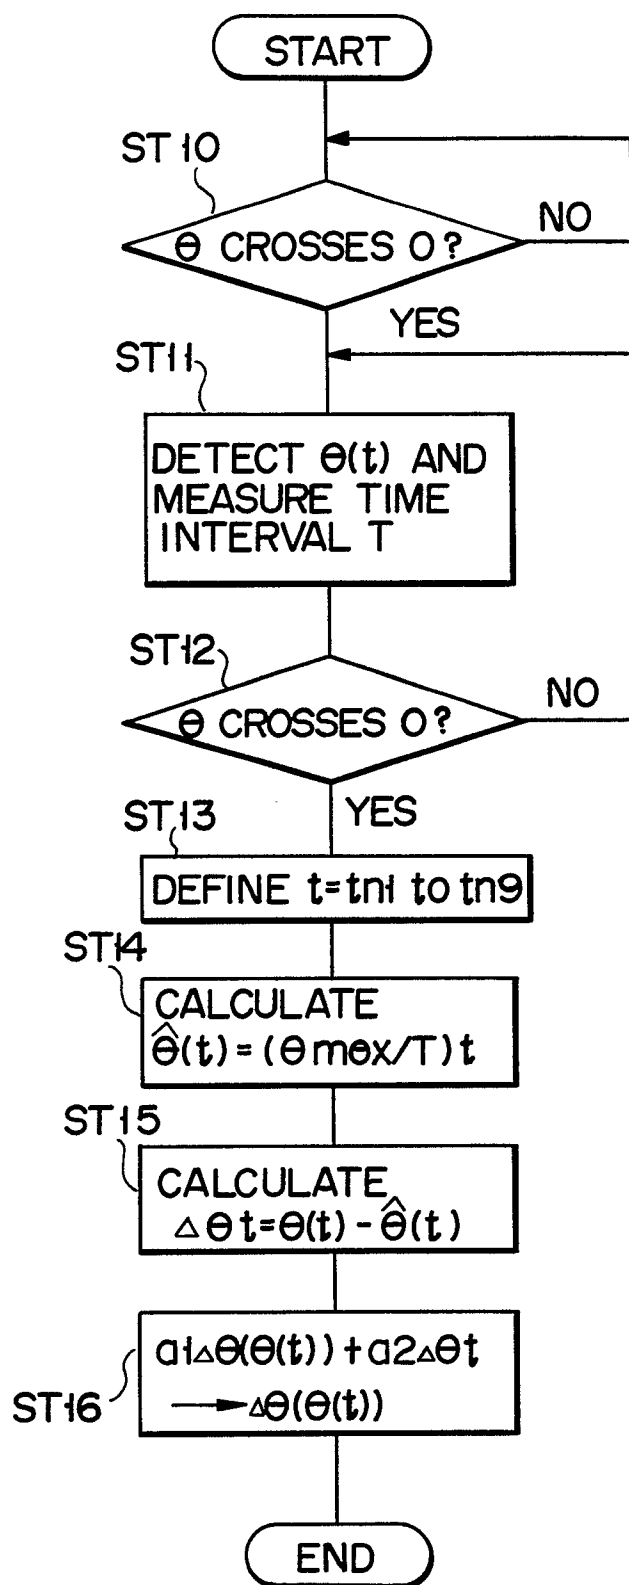 START
ST10
θ CROSSES 0?
NO
YES
ST11
DETECT θ(t) AND
MEASURE TIME
INTERVAL T
ST12
θ CROSSES 0?
NO
YES
ST13
DEFINE t=tn1 to tn9
ST14
CALCULATE
θ̂(t)=(θmax/T)t
ST15
CALCULATE
△θt=θ(t)-θ̂(t)
ST16
a1△θ(θ(t))+a2△θt
→△θ(θ(t))
END